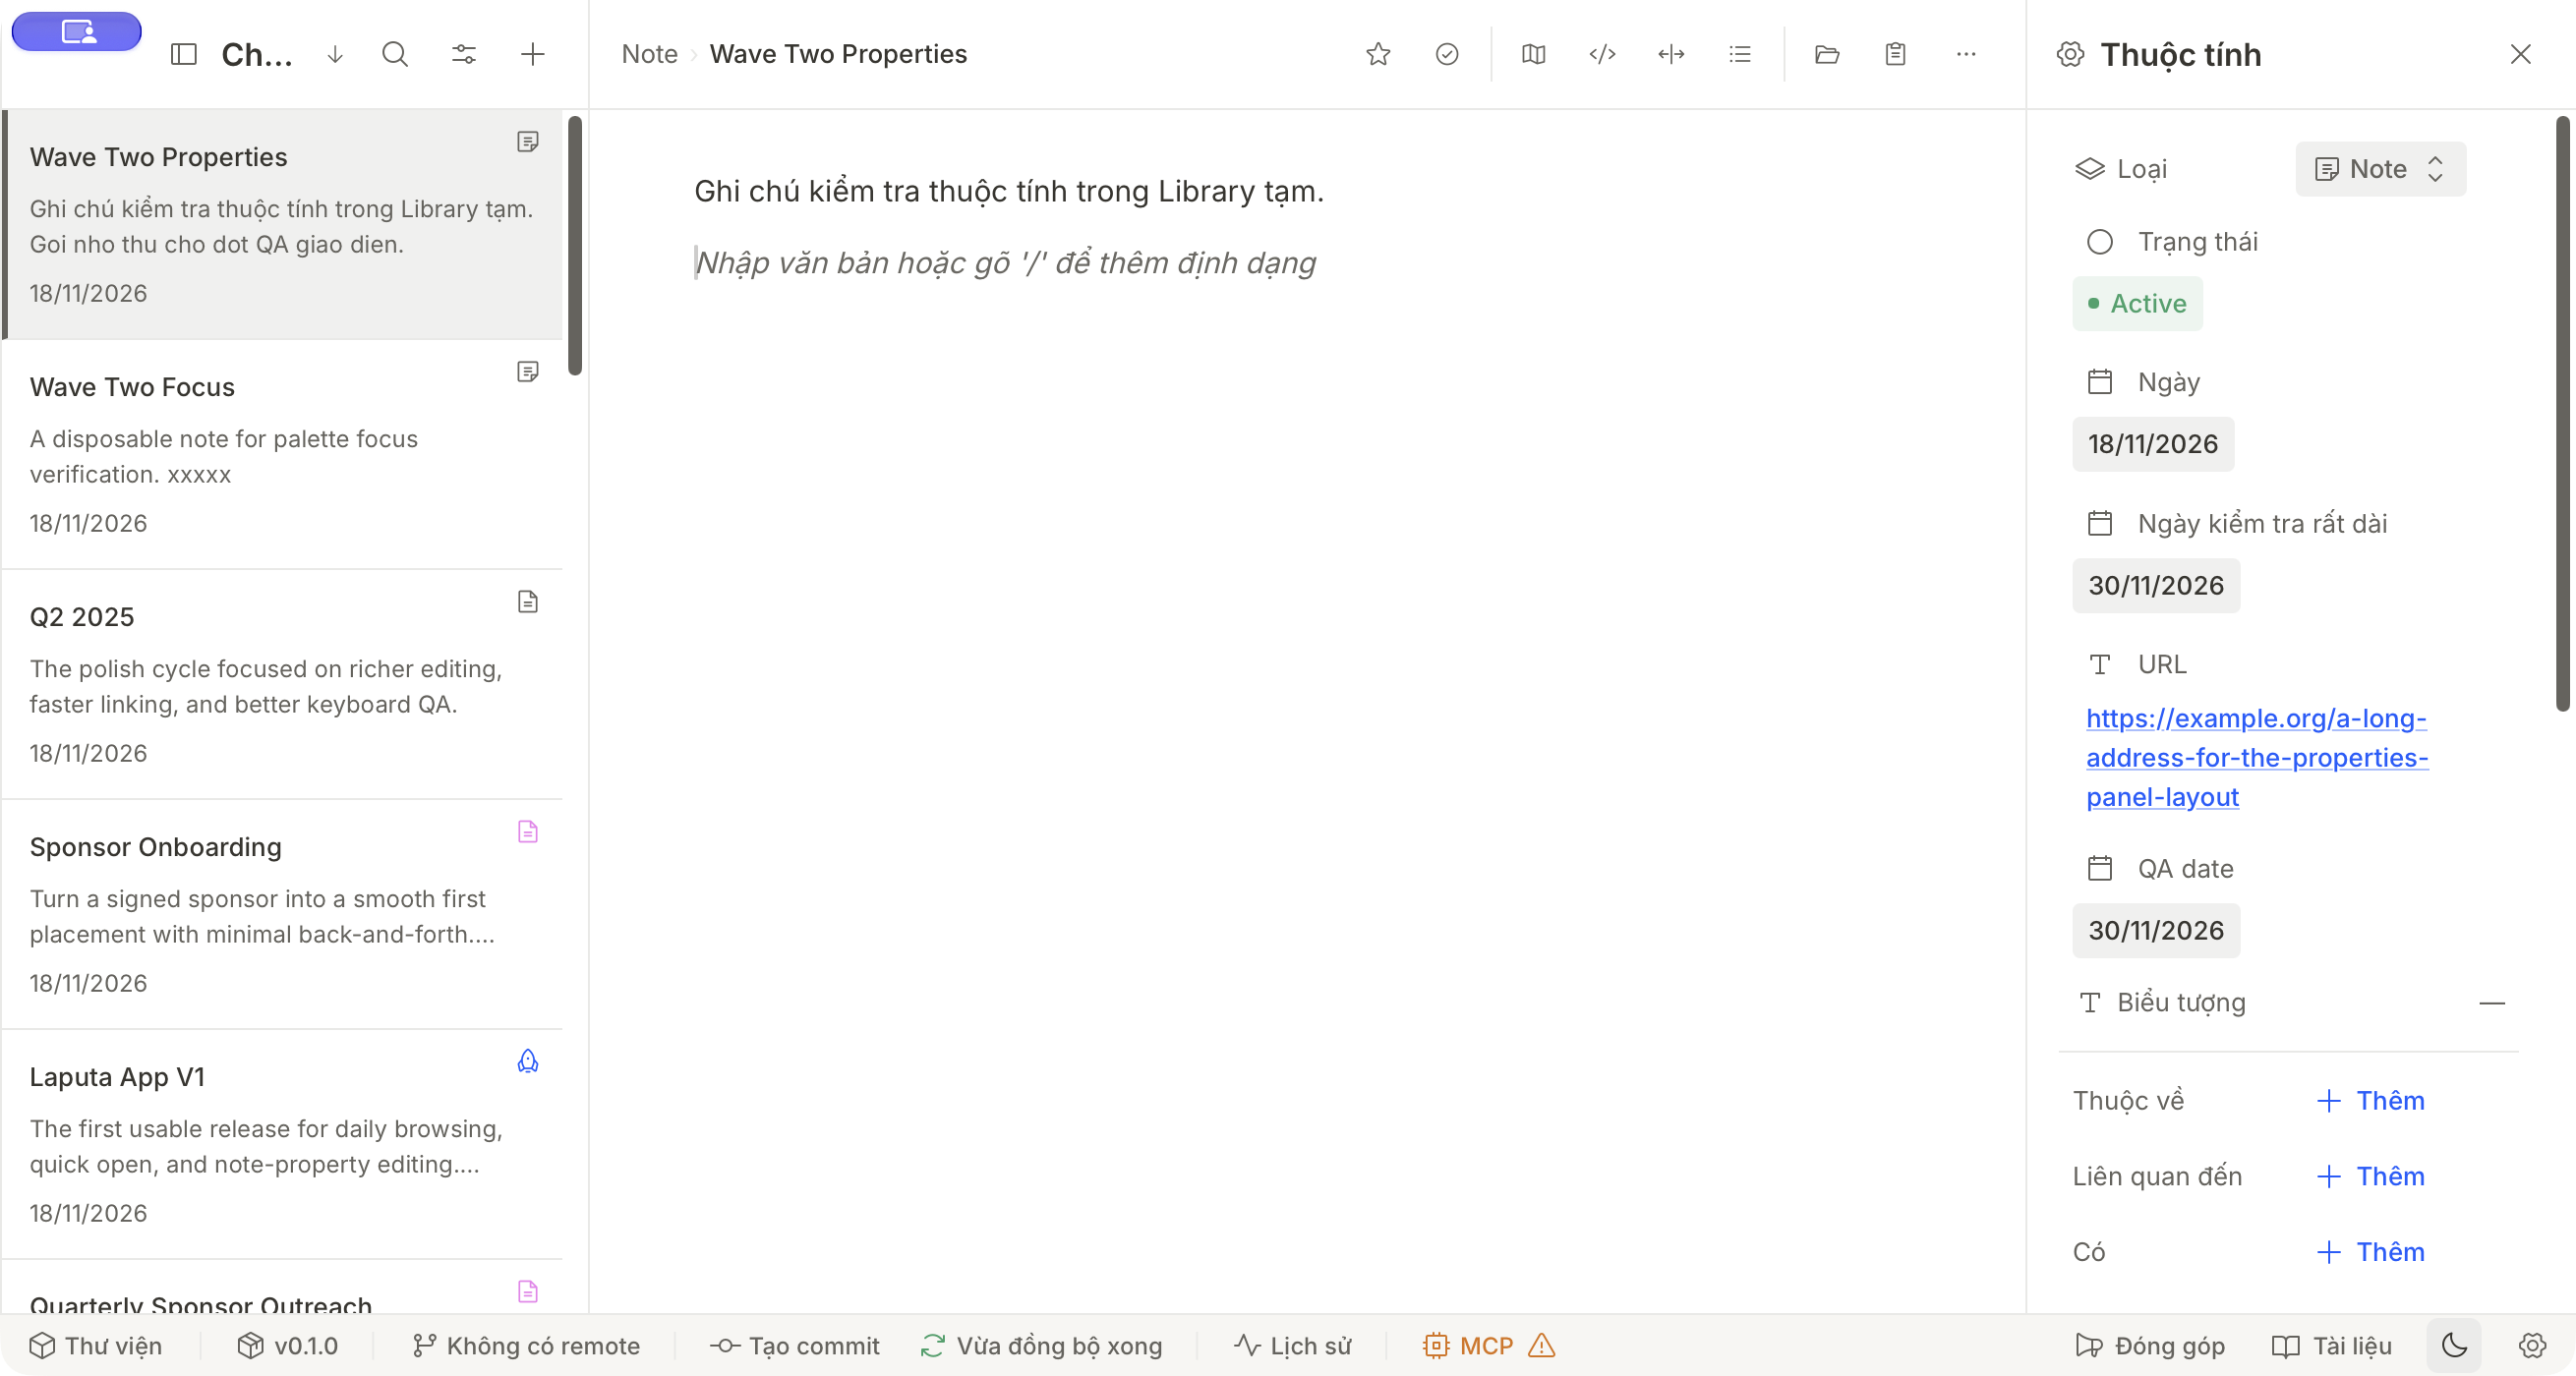 Ch...
Wave Two Properties
Ghi chú kiểm tra thuộc tính trong Library tạm.
Goi nho thu cho dot QA giao dien.
18/11/2026
Wave Two Focus
A disposable note for palette focus
verification. xxxxx
18/11/2026
Q2 2025
The polish cycle focused on richer editing,
faster linking, and better keyboard QA.
18/11/2026
Sponsor Onboarding
Turn a signed sponsor into a smooth first
placement with minimal back-and-forth....
18/11/2026
Laputa App V1
The first usable release for daily browsing,
quick open, and note-property editing....
18/11/2026
Quarterly Sponsor Outreach
Note › Wave Two Properties
Ghi chú kiểm tra thuộc tính trong Library tạm.
Nhập văn bản hoặc gõ '/' để thêm định dạng
Thuộc tính
Loại Note
Trạng thái
Active
Ngày
18/11/2026
Ngày kiểm tra rất dài
30/11/2026
URL
https://example.org/a-long-
address-for-the-properties-
panel-layout
QA date
30/11/2026
Biểu tượng —
Thuộc về Thêm
Liên quan đến Thêm
Có Thêm
Thư viện v0.1.0 Không có remote Tạo commit Vừa đồng bộ xong Lịch sử MCP Đóng góp Tài liệu